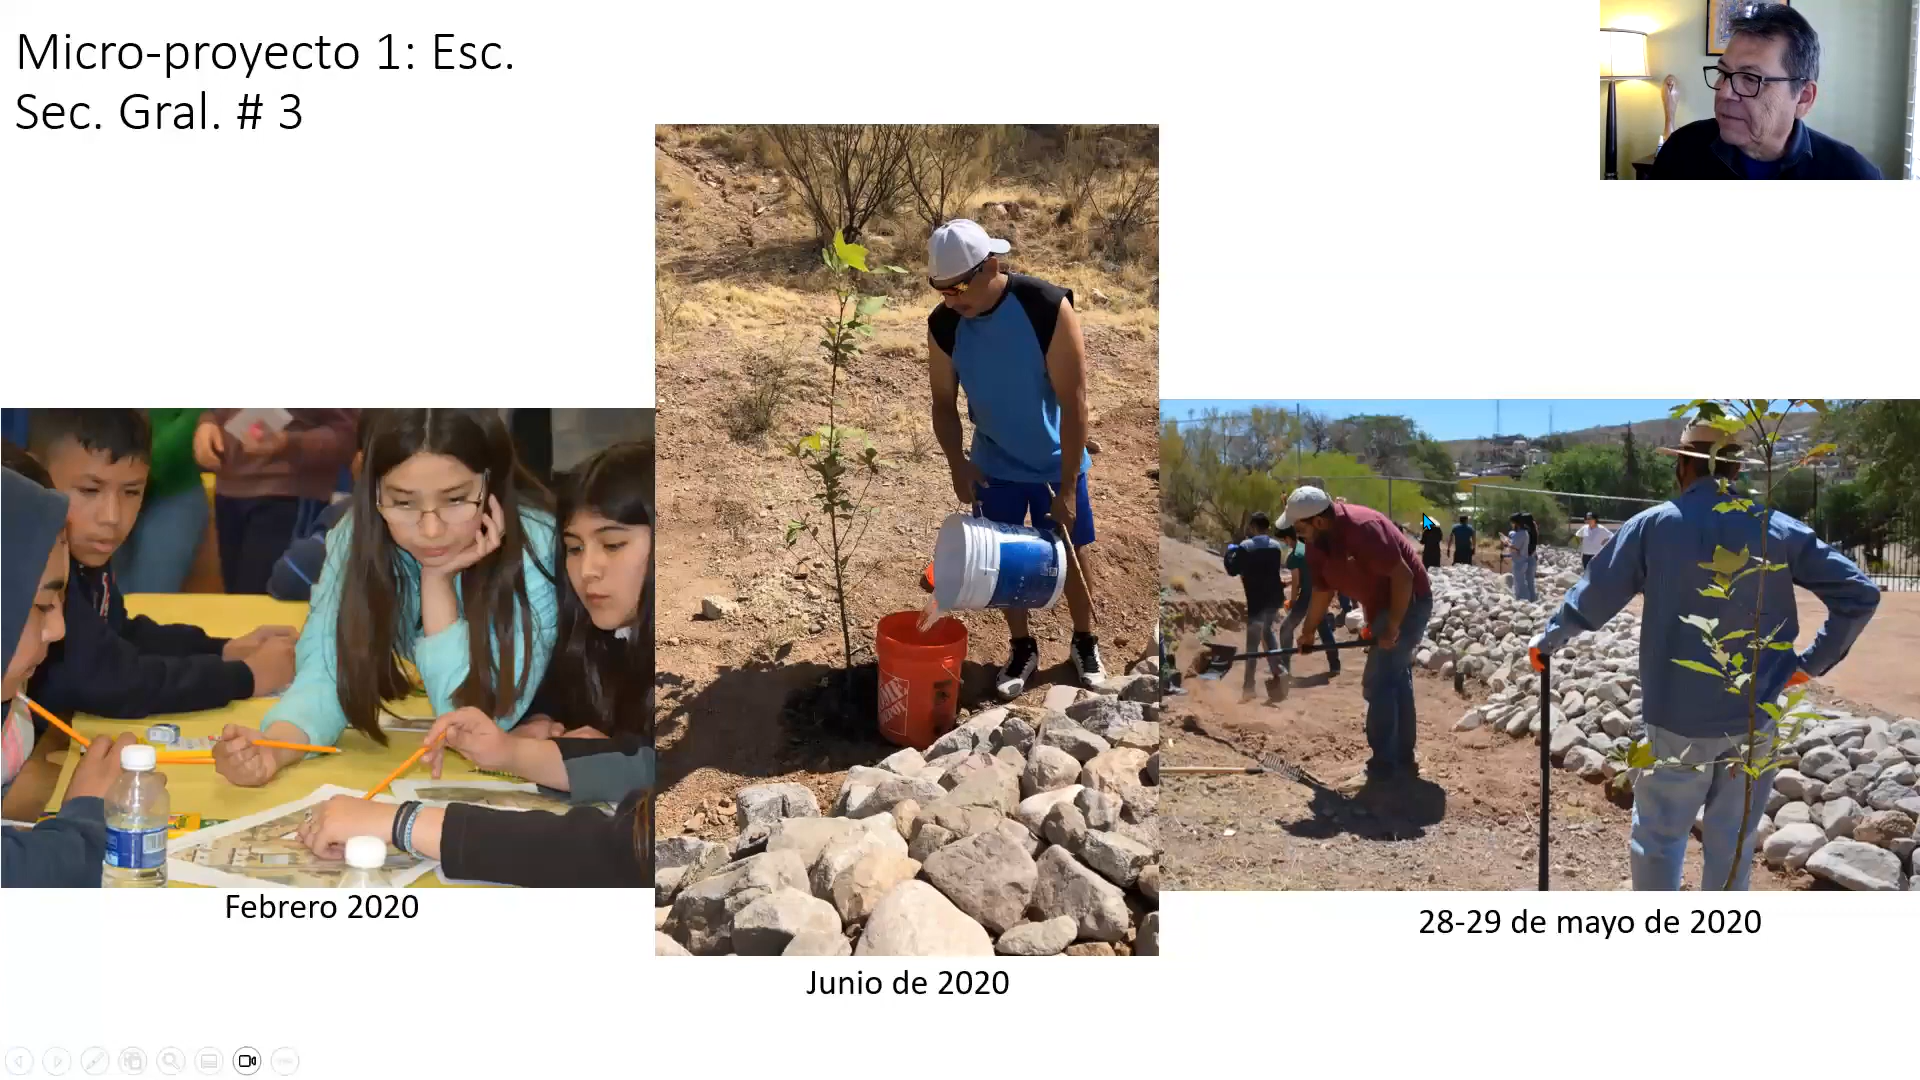 Micro-proyecto 1: Esc.
Sec. Gral. # 3
Febrero 2020
Junio de 2020
28-29 de mayo de 2020